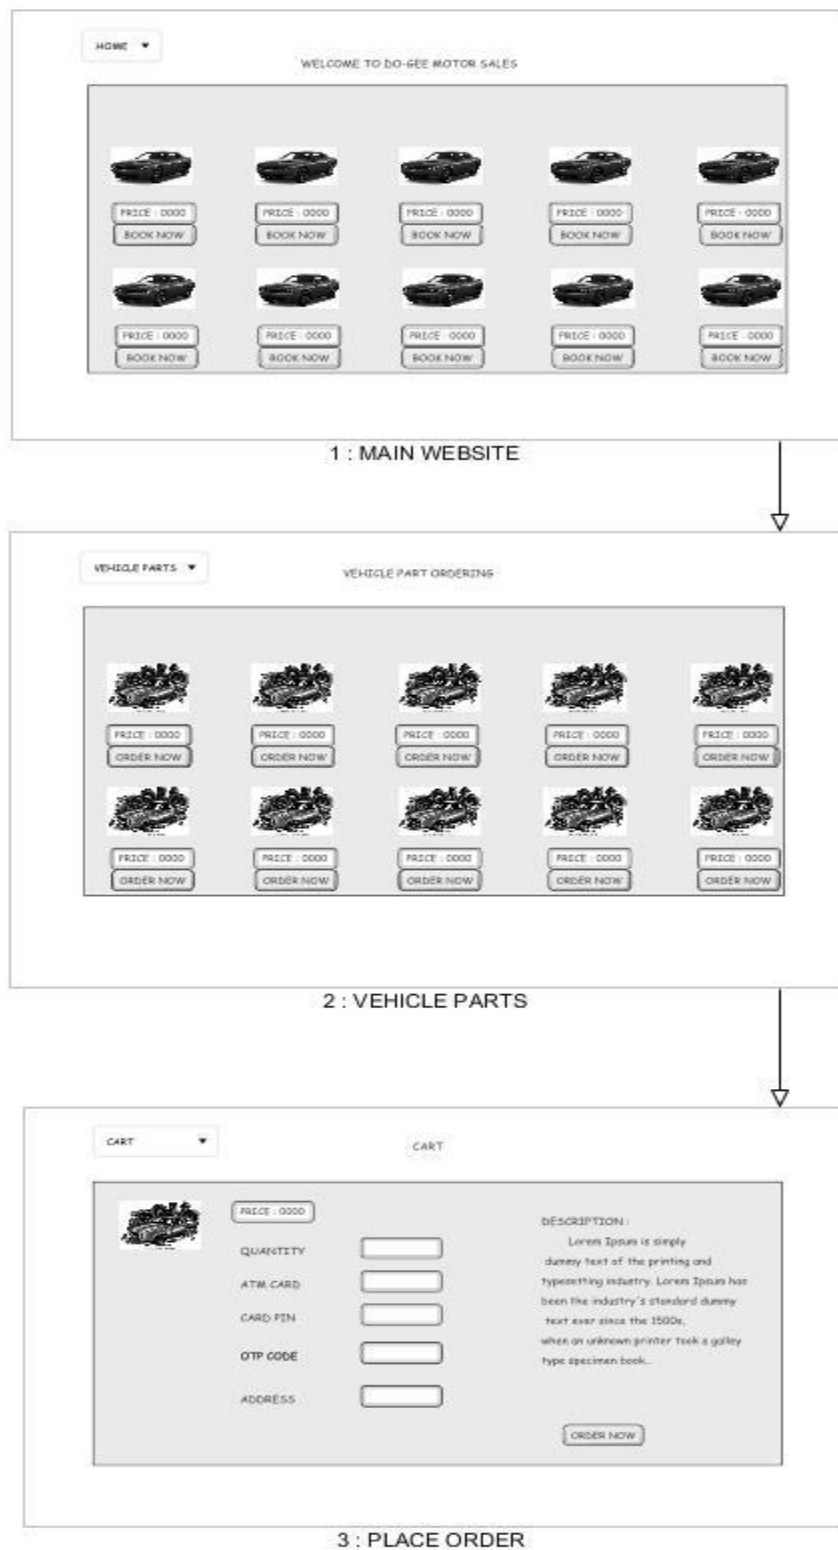 HOME
WELCOME TO DO-GEE MOTOR SALES
PRICE : 0000 PRICE : 0000 PRICE : 0000 PRICE : 0000 PRICE : 0000
BOOK NOW BOOK NOW BOOK NOW BOOK NOW BOOK NOW
PRICE : 0000 PRICE : 0000 PRICE : 0000 PRICE : 0000 PRICE : 0000
BOOK NOW BOOK NOW BOOK NOW BOOK NOW BOOK NOW
1 : MAIN WEBSITE
VEHICLE PARTS
VEHICLE PART ORDERING
PRICE : 0000 PRICE : 0000 PRICE : 0000 PRICE : 0000 PRICE : 0000
ORDER NOW ORDER NOW ORDER NOW ORDER NOW ORDER NOW
PRICE : 0000 PRICE : 0000 PRICE : 0000 PRICE : 0000 PRICE : 0000
ORDER NOW ORDER NOW ORDER NOW ORDER NOW ORDER NOW
2 : VEHICLE PARTS
CART
CART
PRICE : 0000
QUANTITY
ATM CARD
CARD PIN
OTP CODE
ADDRESS
DESCRIPTION :
Lorem Ipsum is simply
dummy text of the printing and
typesetting industry. Lorem Ipsum has
been the industry's standard dummy
text ever since the 1500s,
when an unknown printer took a galley
type specimen book..
ORDER NOW
3 : PLACE ORDER